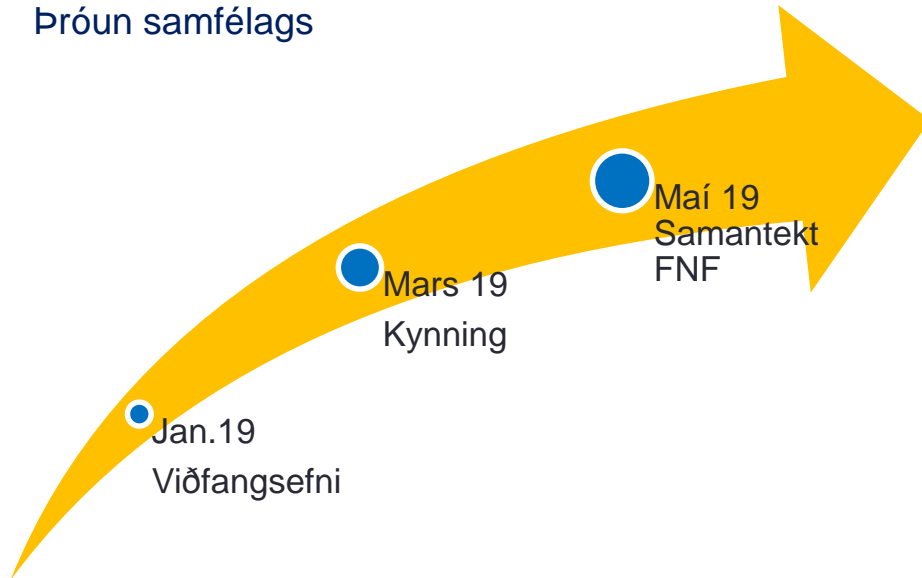 Þróun samfélags
Jan.19
Viðfangsefni
Mars 19
Kynning
Maí 19
Samantekt
FNF